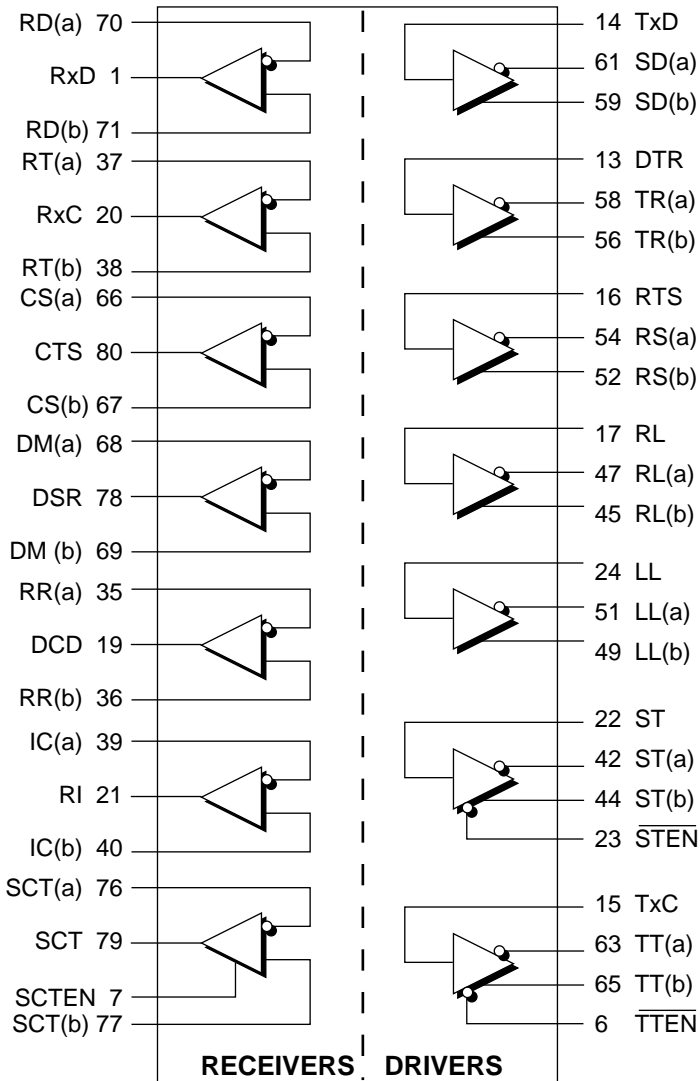 RD(a) 70
RxD 1
RD(b) 71
RT(a) 37
RxC 20
RT(b) 38
CS(a) 66
CTS 80
CS(b) 67
DM(a) 68
DSR 78
DM (b) 69
RR(a) 35
DCD 19
RR(b) 36
IC(a) 39
RI 21
IC(b) 40
SCT(a) 76
SCT 79
SCTEN 7
SCT(b) 77
RECEIVERS
14 TxD
61 SD(a)
59 SD(b)
13 DTR
58 TR(a)
56 TR(b)
16 RTS
54 RS(a)
52 RS(b)
17 RL
47 RL(a)
45 RL(b)
24 LL
51 LL(a)
49 LL(b)
22 ST
42 ST(a)
44 ST(b)
23 STEN
15 TxC
63 TT(a)
65 TT(b)
6 TTEN
DRIVERS